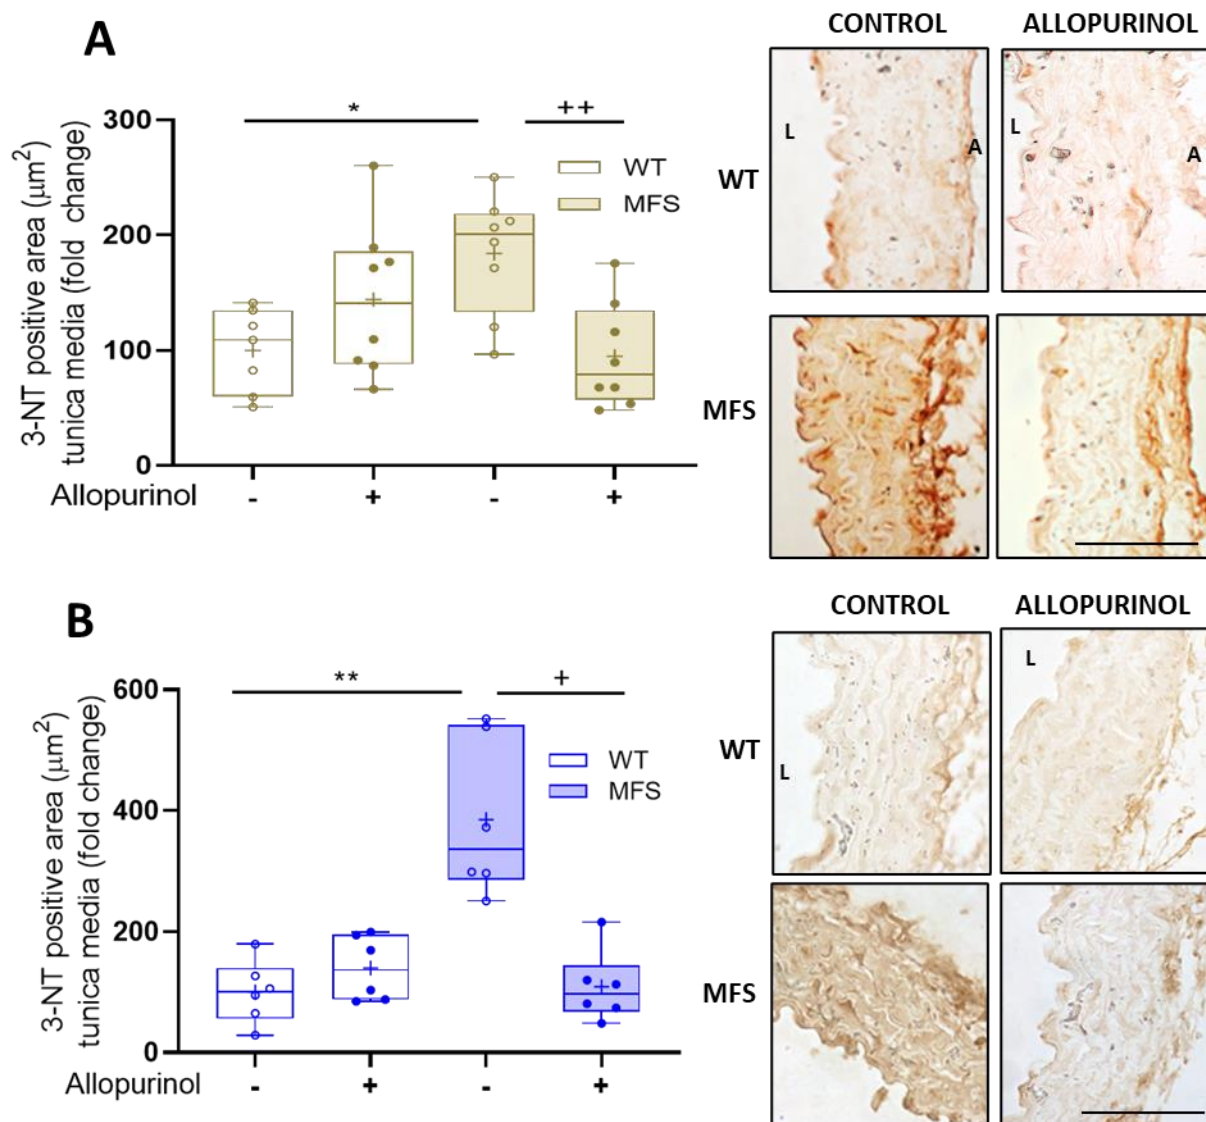 A
CONTROL
ALLOPURINOL
3-NT positive area (μm2)
tunica media (fold change)
300
200
100
0
*
++
WT
MFS
Allopurinol
-
+
-
+
WT
L
A
L
A
MFS
B
CONTROL
ALLOPURINOL
3-NT positive area (μm2)
tunica media (fold change)
600
400
200
0
**
+
WT
MFS
Allopurinol
-
+
-
+
WT
L
L
MFS